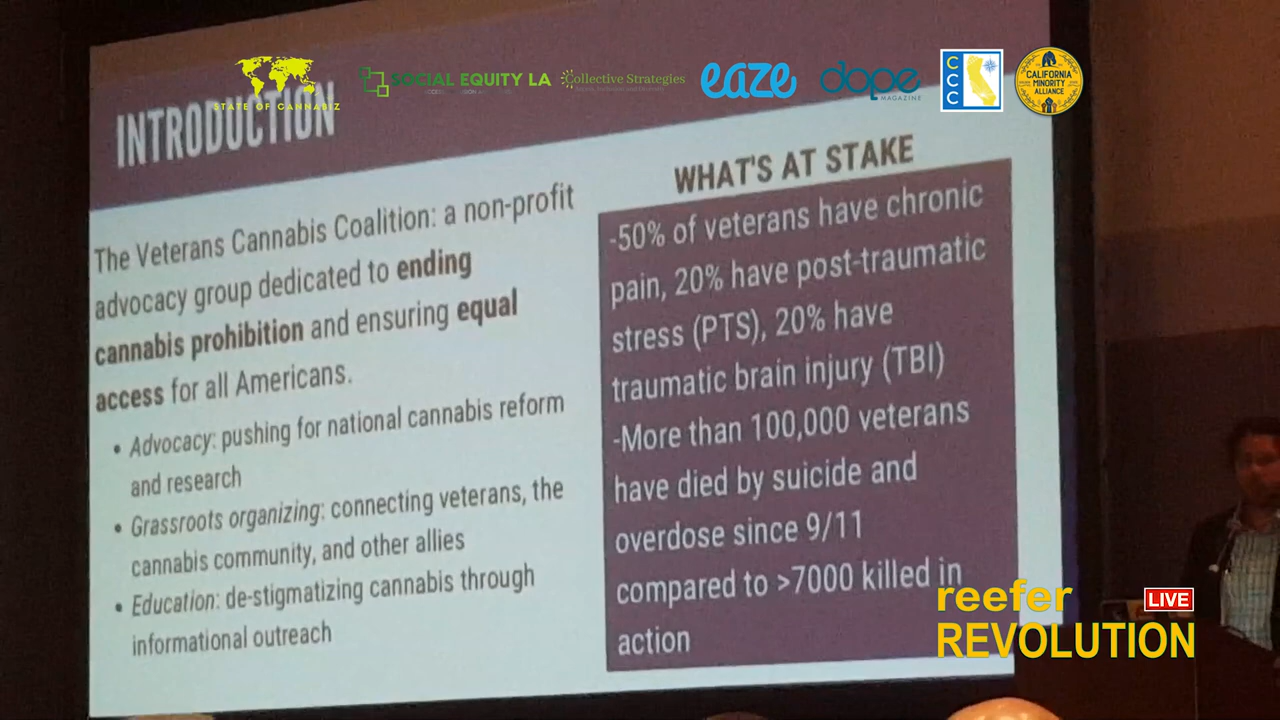 STATE OF CANNABIZ
SOCIAL EQUITY LA
Collective Strategies
eaze
dope
MAGAZINE
CCC
CALIFORNIA
MINORITY
ALLIANCE
INTRODUCTION
The Veterans Cannabis Coalition: a non-profit
advocacy group dedicated to ending
cannabis prohibition and ensuring equal
access for all Americans.
• Advocacy: pushing for national cannabis reform
and research
• Grassroots organizing: connecting veterans, the
cannabis community, and other allies
• Education: de-stigmatizing cannabis through
informational outreach
WHAT'S AT STAKE
-50% of veterans have chronic
pain, 20% have post-traumatic
stress (PTS), 20% have
traumatic brain injury (TBI)
-More than 100,000 veterans
have died by suicide and
overdose since 9/11
compared to >7000 killed in
action
reefer
LIVE
REVOLUTION